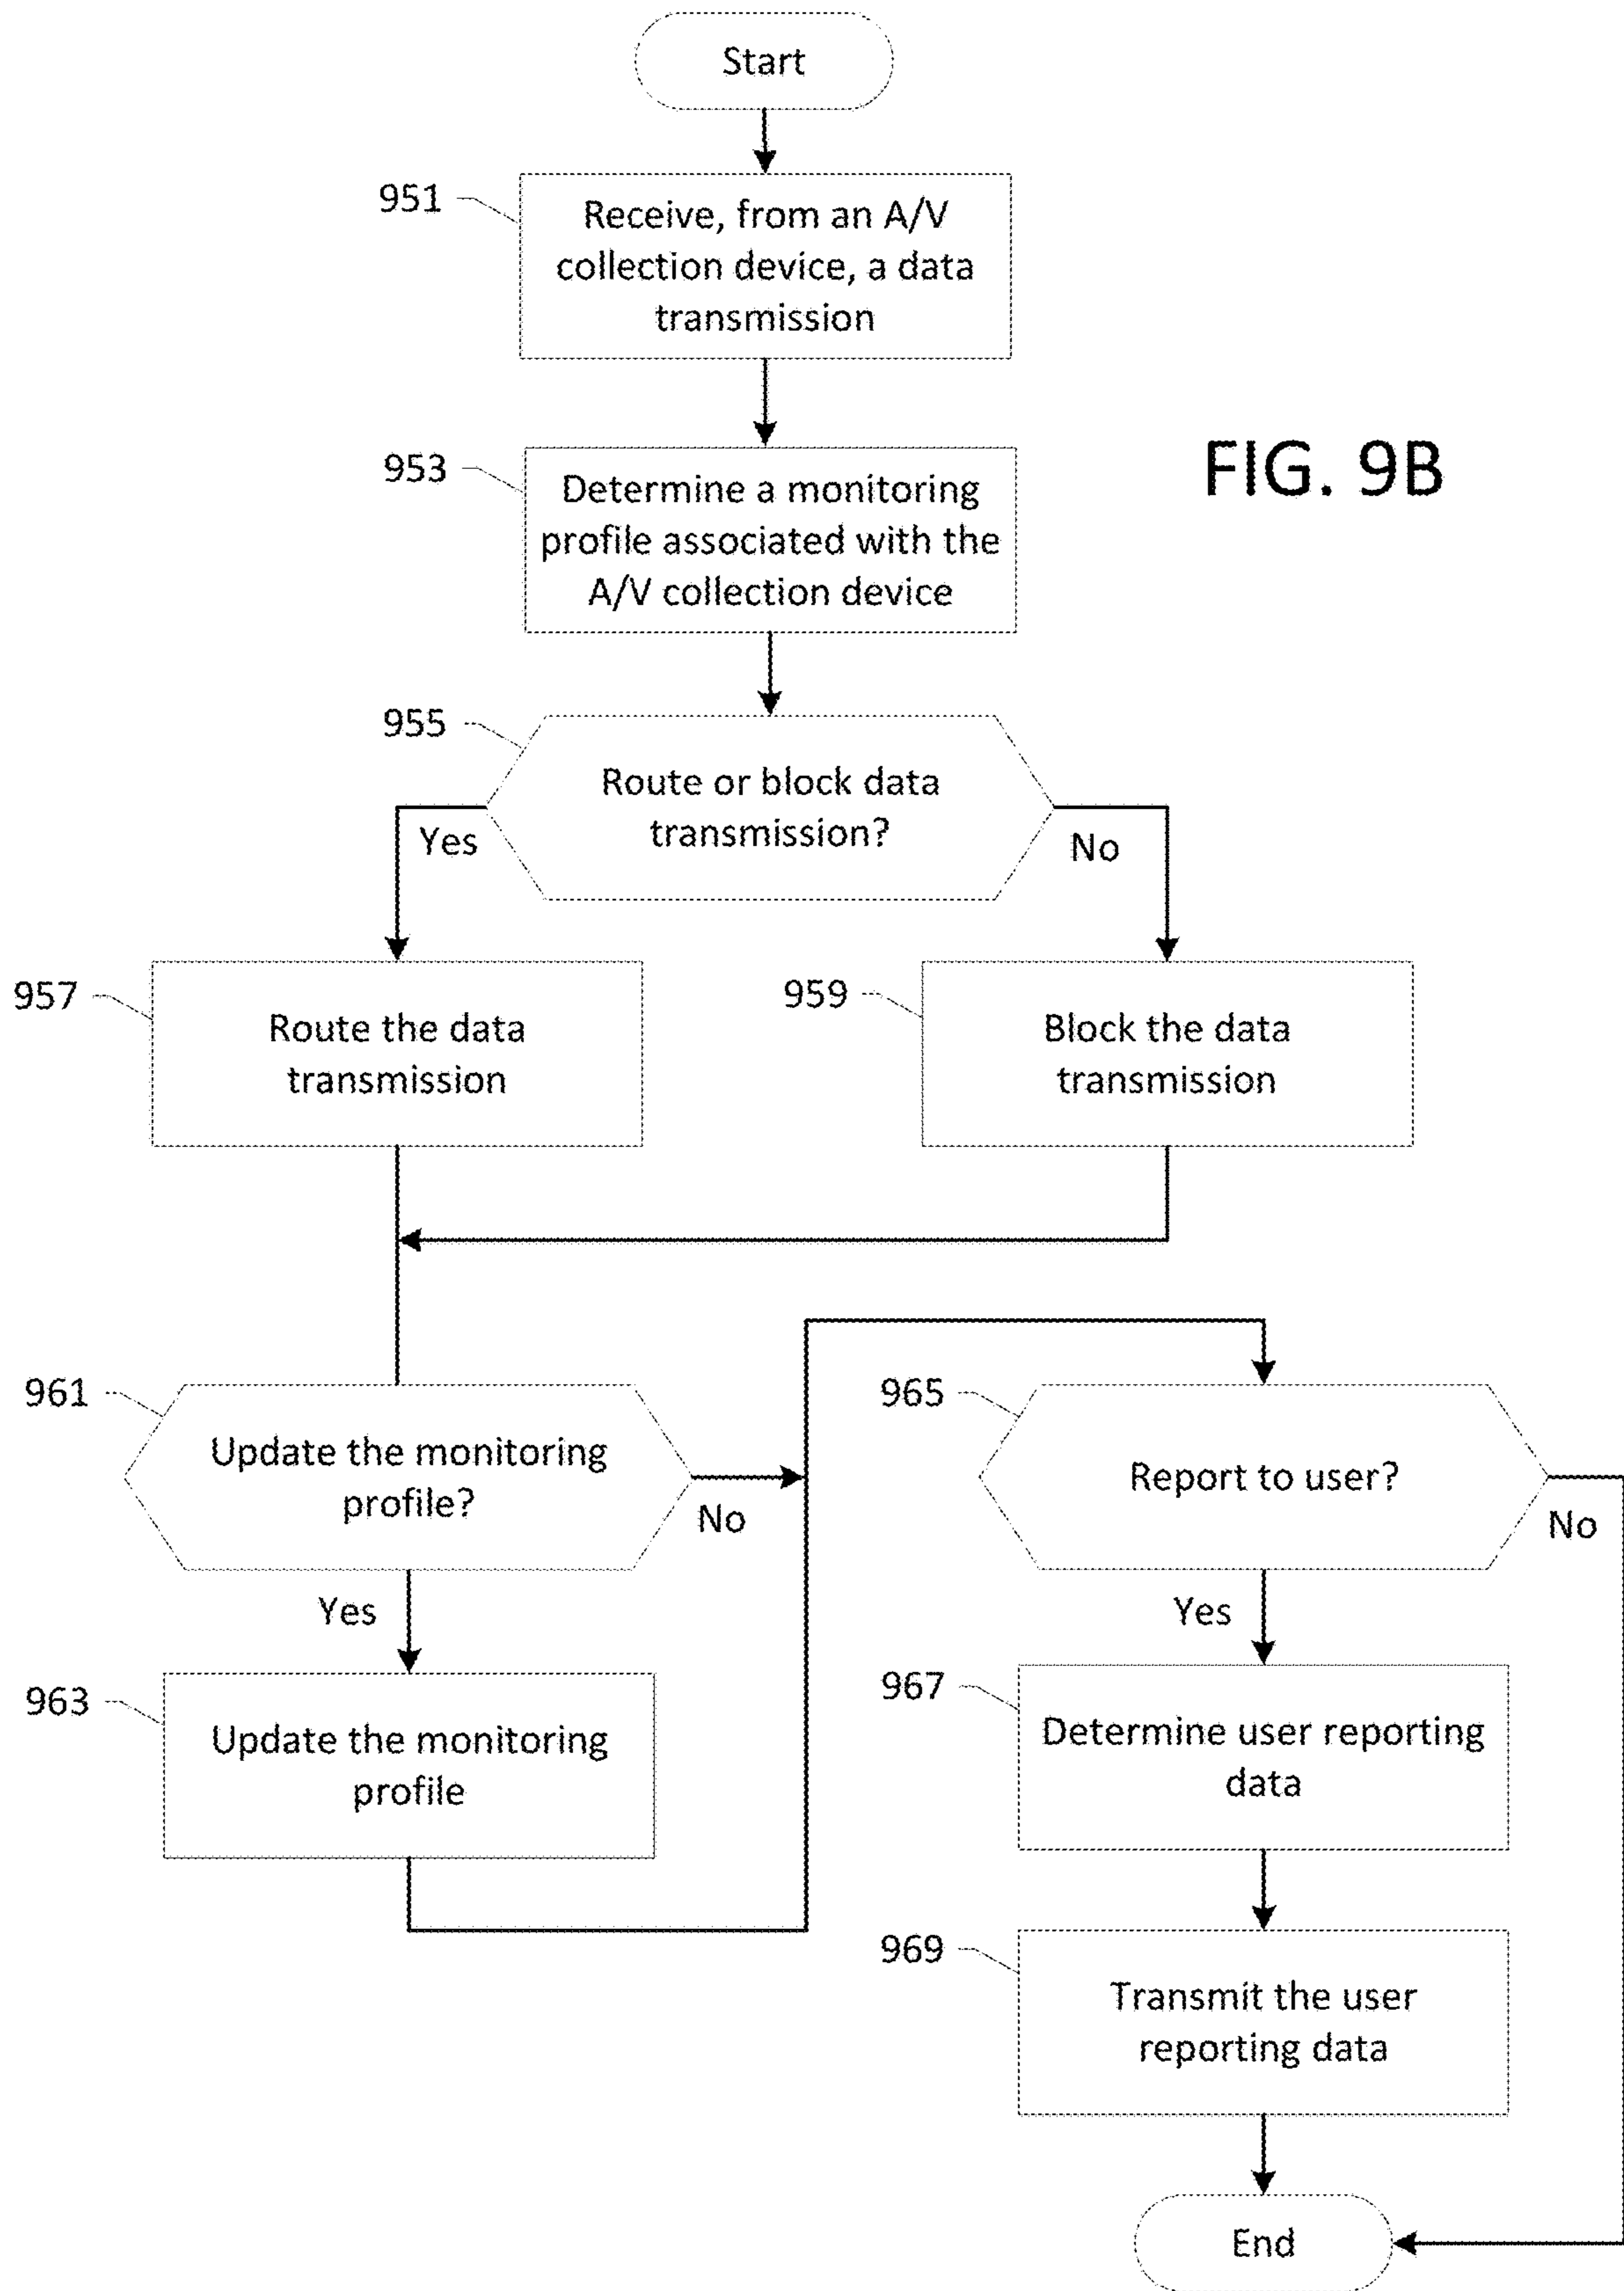 Start
951
Receive, from an A/V
collection device, a data
transmission
953
Determine a monitoring
profile associated with the
A/V collection device
FIG. 9B
955
Route or block data
transmission?
Yes
No
957
Route the data
transmission
959
Block the data
transmission
961
Update the monitoring
profile?
No
Yes
963
Update the monitoring
profile
965
Report to user?
No
Yes
967
Determine user reporting
data
969
Transmit the user
reporting data
End